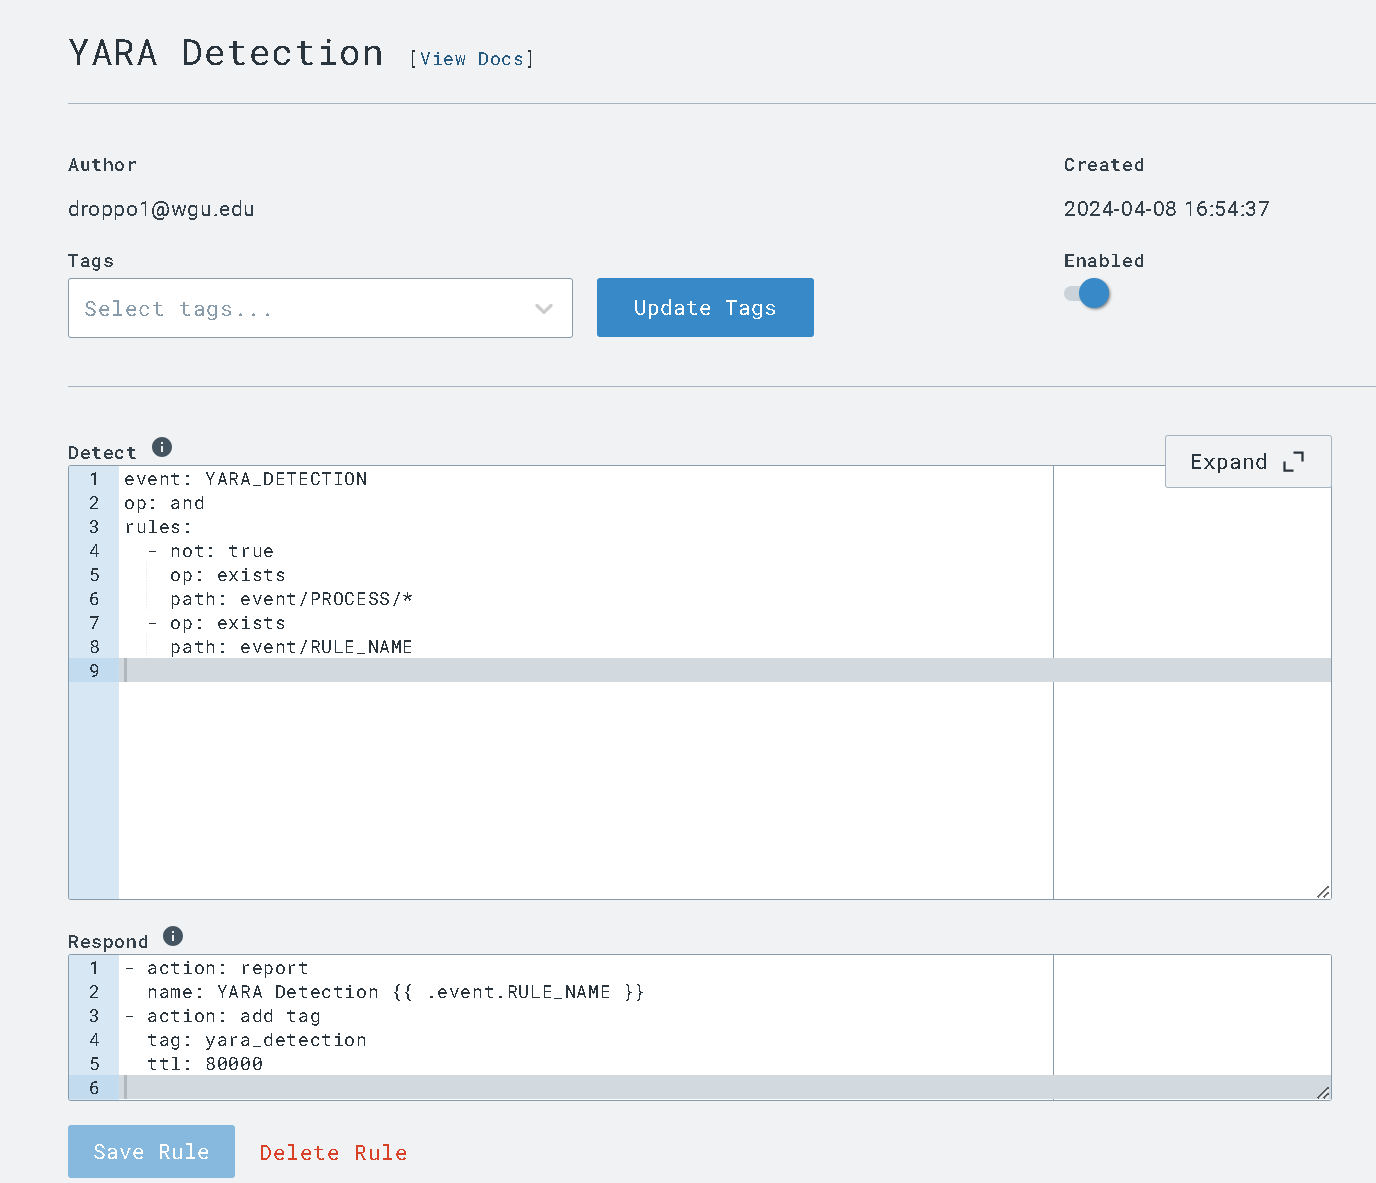 YARA Detection [View Docs]
Author
Created
droppo1@wgu.edu
2024-04-08 16:54:37
Tags
Enabled
Select tags...
Update Tags
Detect
Expand
1 event: YARA_DETECTION
2 op: and
3 rules:
4   - not: true
5     op: exists
6     path: event/PROCESS/*
7   - op: exists
8     path: event/RULE_NAME
9
Respond
1 - action: report
2   name: YARA Detection {{ .event.RULE_NAME }}
3 - action: add tag
4   tag: yara_detection
5   ttl: 80000
6
Save Rule
Delete Rule